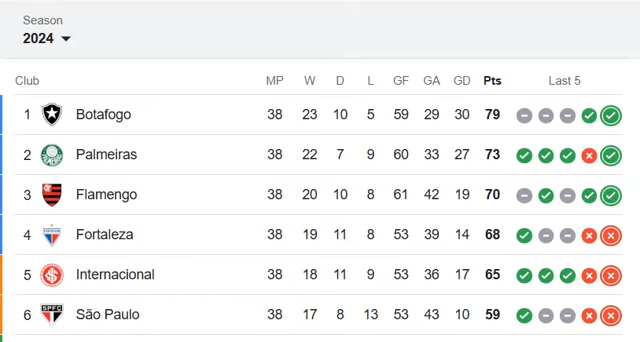 Season
2024
Club MP W D L GF GA GD Pts Last 5
1 Botafogo 38 23 10 5 59 29 30 79
2 Palmeiras 38 22 7 9 60 33 27 73
3 Flamengo 38 20 10 8 61 42 19 70
4 Fortaleza 38 19 11 8 53 39 14 68
5 Internacional 38 18 11 9 53 36 17 65
6 São Paulo 38 17 8 13 53 43 10 59